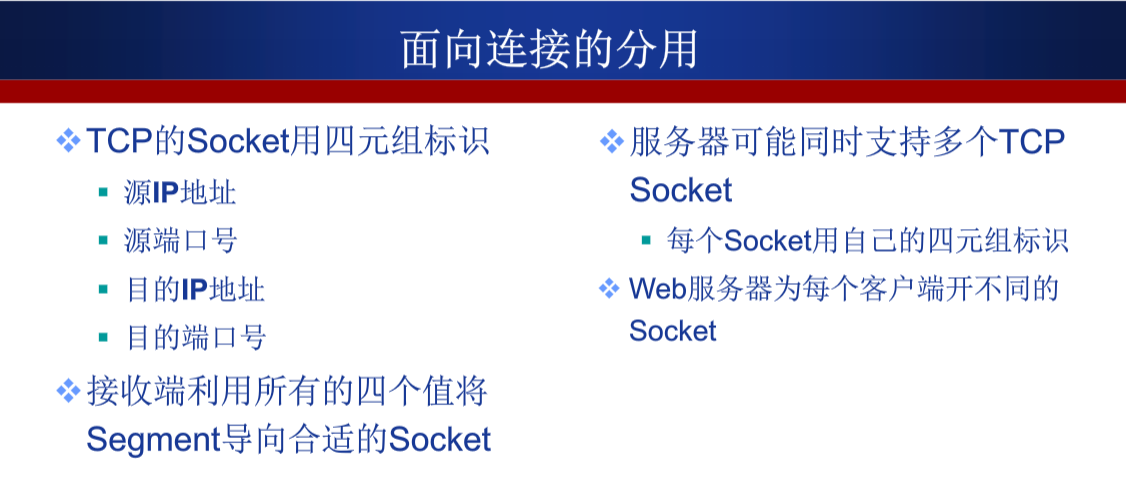 面向连接的分用
TCP的Socket用四元组标识
源IP地址
源端口号
目的IP地址
目的端口号
接收端利用所有的四个值将
Segment导向合适的Socket
服务器可能同时支持多个TCP
Socket
每个Socket用自己的四元组标识
Web服务器为每个客户端开不同的
Socket